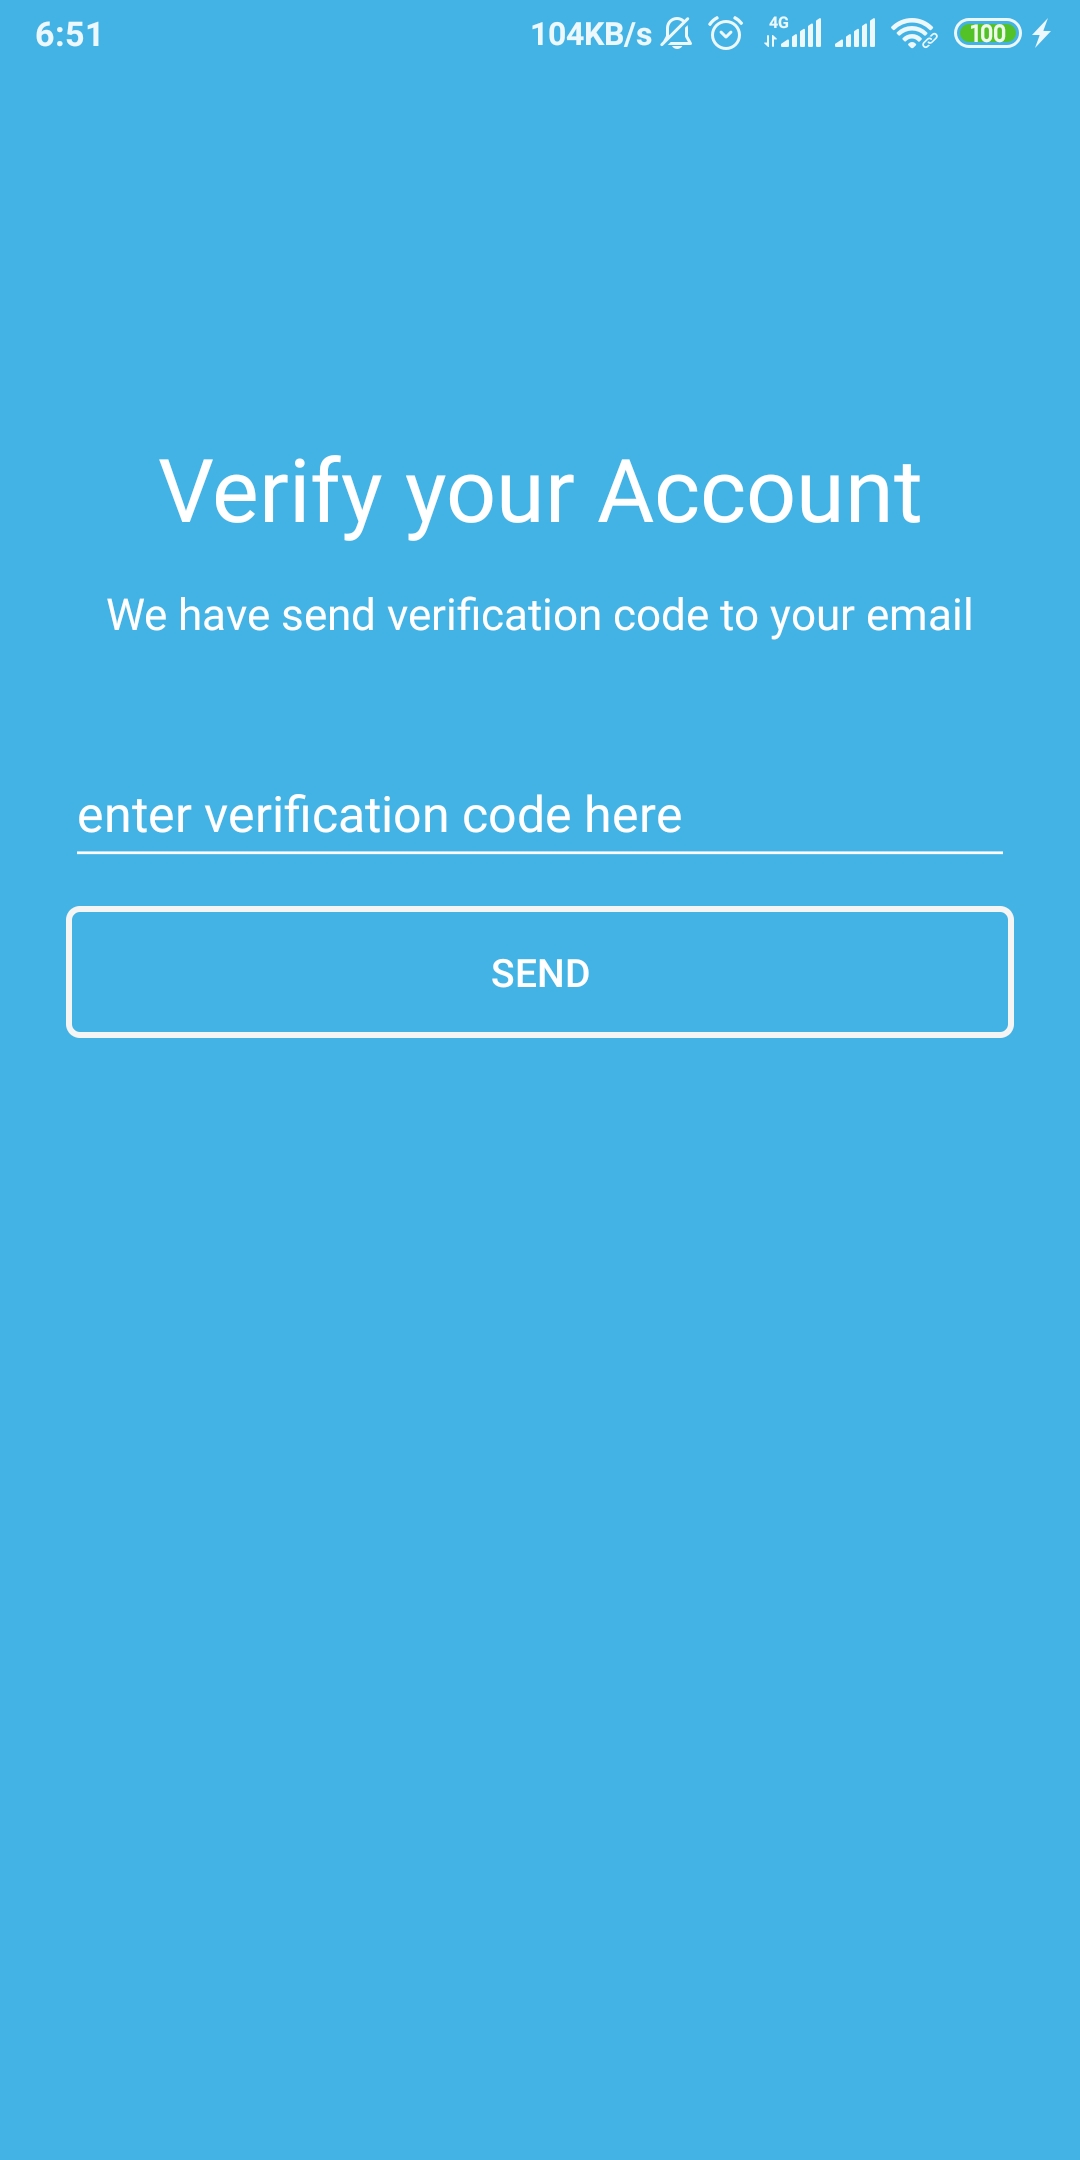 6:51 104KB/s 4G 100
Verify your Account
We have send verification code to your email
enter verification code here
SEND